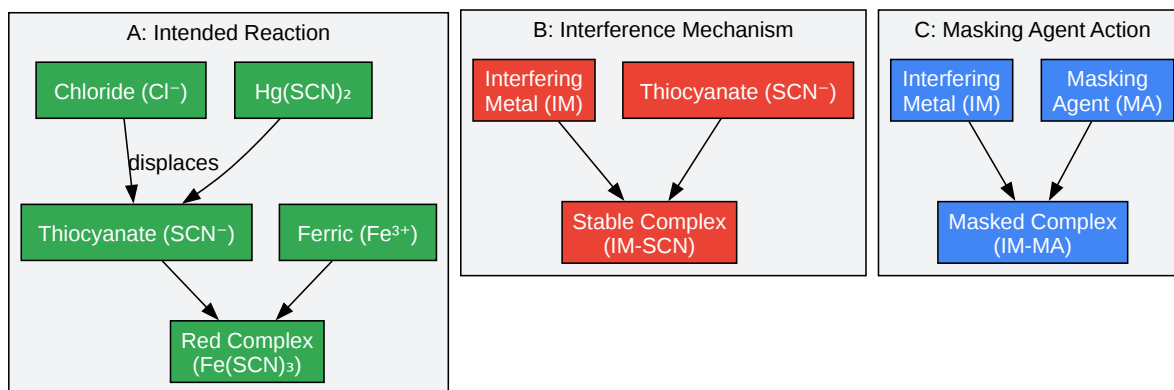 A: Intended Reaction
Chloride (Cl⁻)
Hg(SCN)₂
displaces
Thiocyanate (SCN⁻)
Ferric (Fe³⁺)
Red Complex
(Fe(SCN)₃)
B: Interference Mechanism
Interfering
Metal (IM)
Thiocyanate (SCN⁻)
Stable Complex
(IM-SCN)
C: Masking Agent Action
Interfering
Metal (IM)
Masking
Agent (MA)
Masked Complex
(IM-MA)